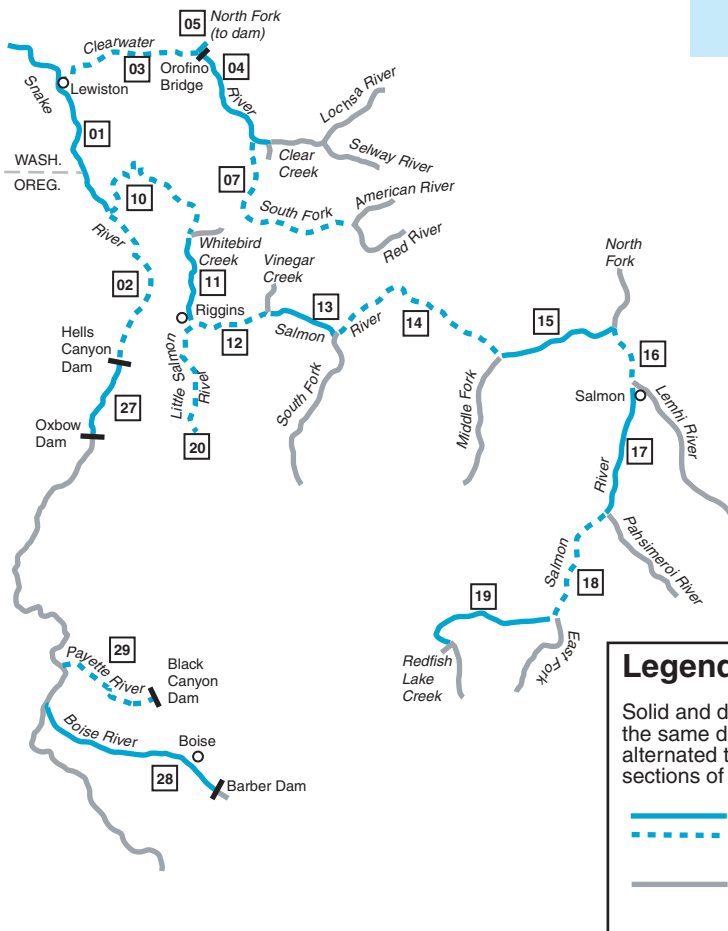 05
North Fork
(to dam)
Clearwater
03
Orofino
Bridge
04
River
Snake
Lewiston
01
Lochsa River
Selway River
Clear
Creek
WASH.
OREG.
07
American River
South Fork
Red River
10
River
Whitebird
Creek
Vinegar
Creek
North
Fork
02
11
Riggins
13
Salmon
River
14
15
12
16
Hells
Canyon
Dam
Little Salmon
River
South Fork
Middle Fork
Salmon
Lemhi River
27
Oxbow
Dam
20
17
River
Pahsimeroi River
Salmon
18
19
East Fork
Redfish
Lake
Creek
29
Payette River
Black
Canyon
Dam
Boise River
Boise
28
Barber Dam
Legend
Solid and d
the same d
alternated t
sections of